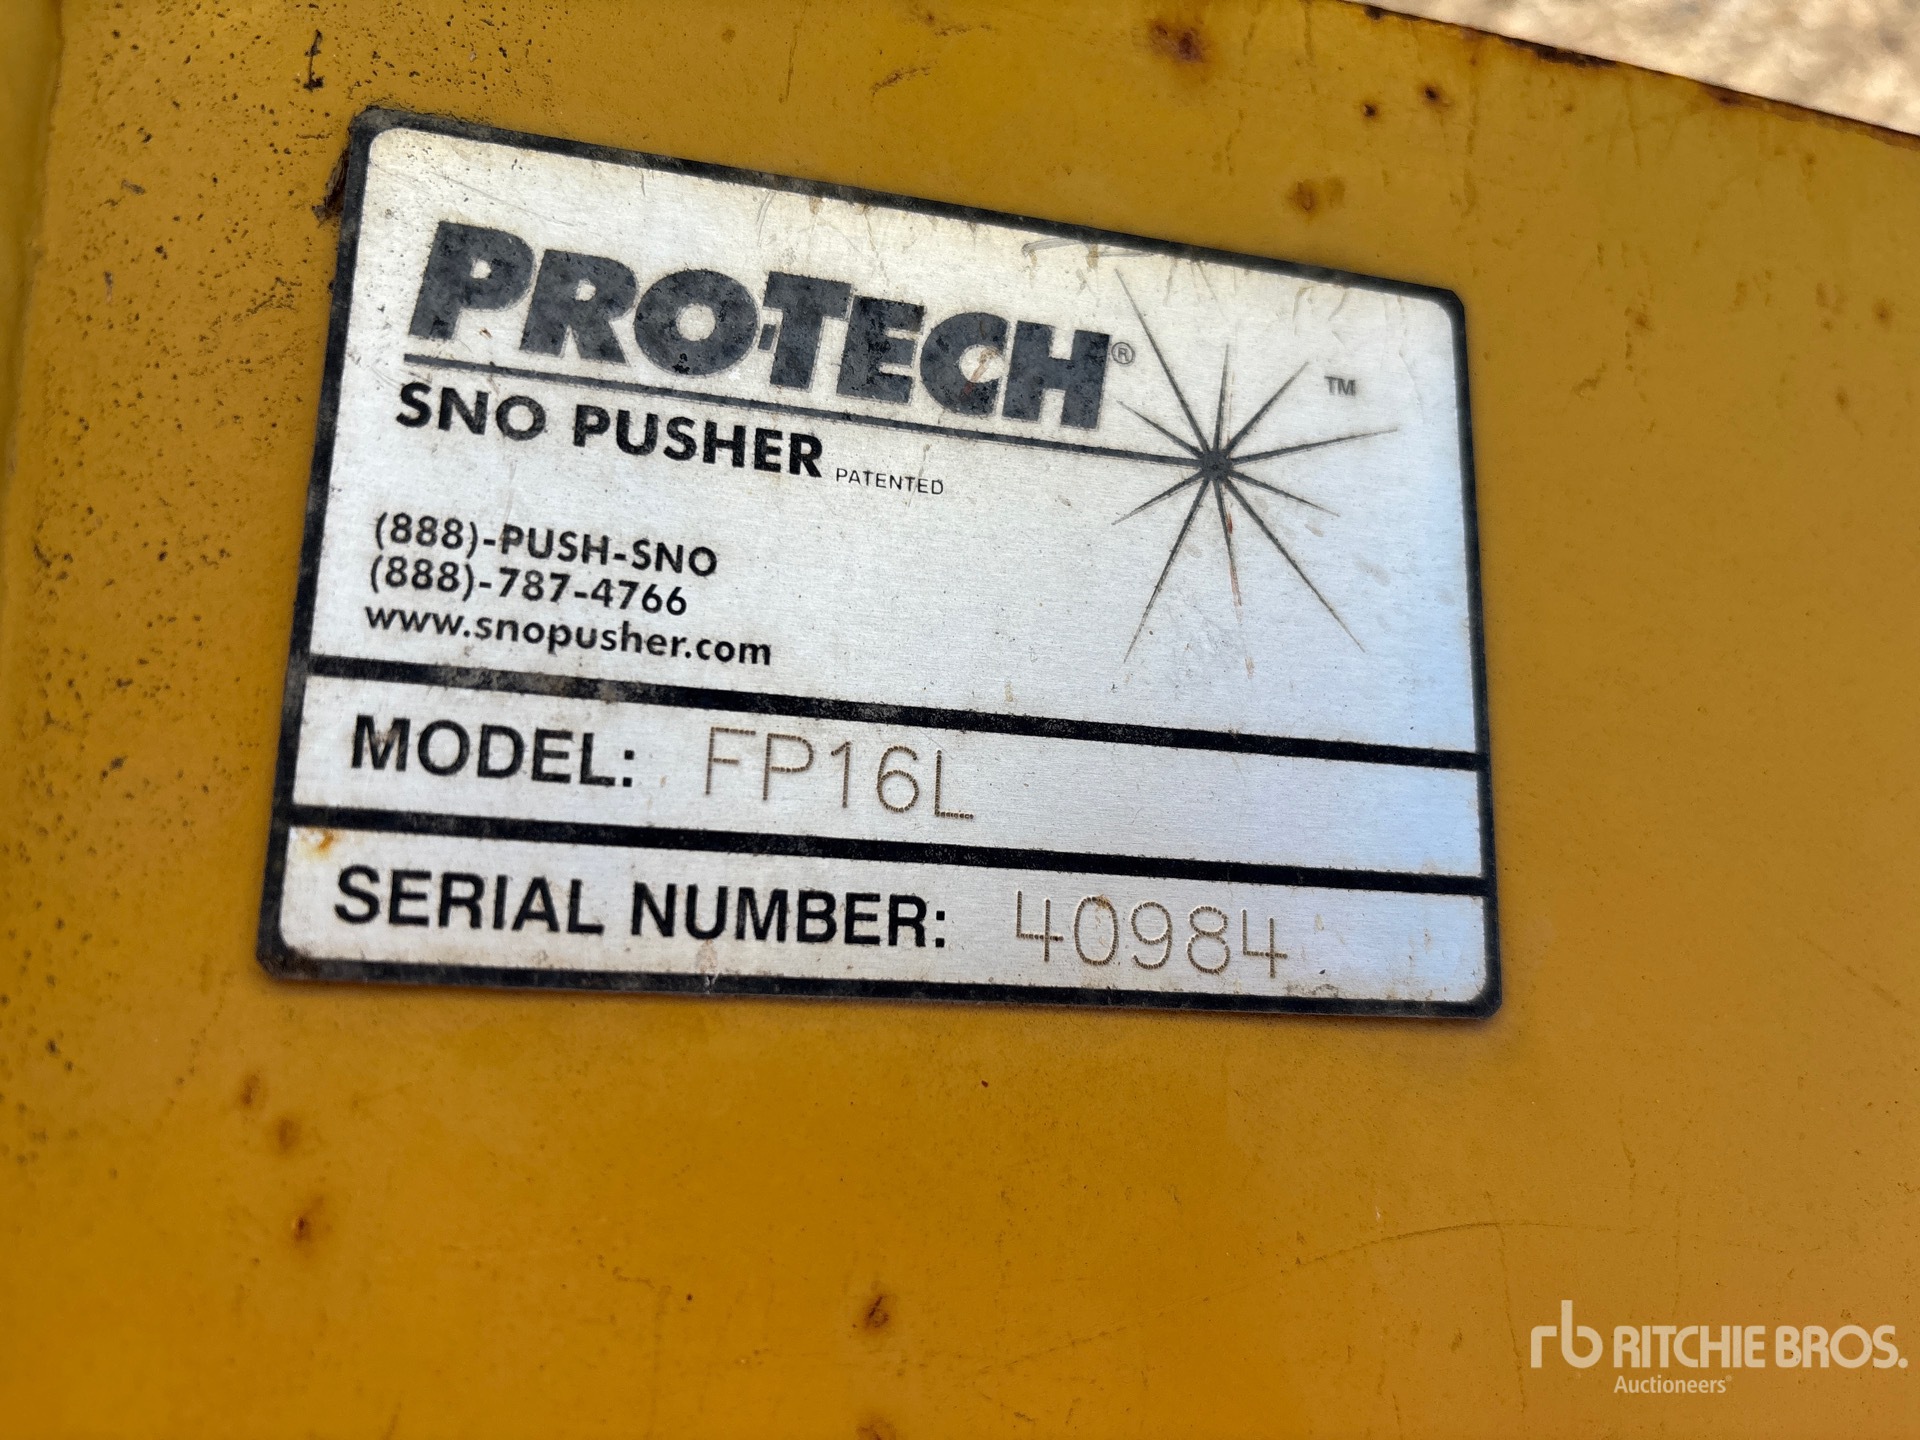 PRO-TECH®
TM
SNO PUSHER PATENTED
(888)-PUSH-SNO
(888)-787-4766
www.snopusher.com
MODEL: FP16L
SERIAL NUMBER: 40984
rb RITCHIE BROS.
Auctioneers